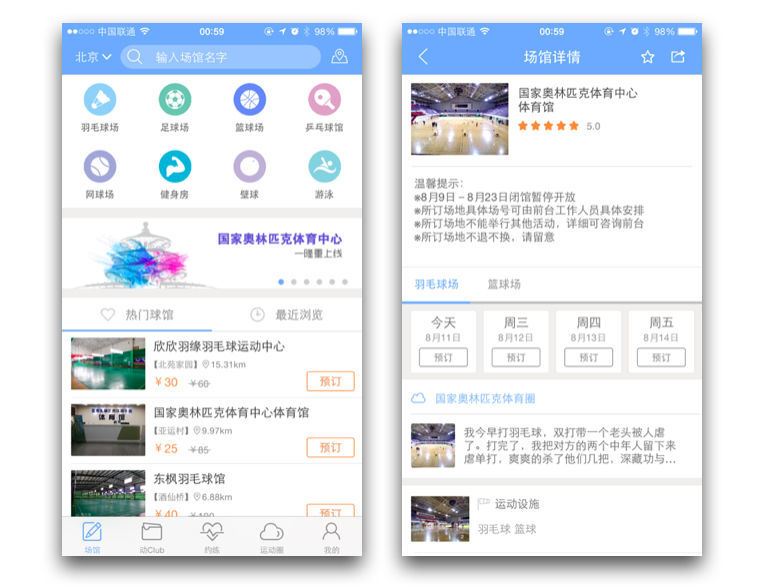 中国联通 00:59 98%
北京 输入场馆名字
羽毛球场 足球场 篮球场 乒乓球馆
网球场 健身房 壁球 游泳
国家奥林匹克体育中心
一隆重上线
热门球馆 最近浏览
欣欣羽缘羽毛球运动中心
【北苑家园】15.31km
￥30 ￥60 预订
国家奥林匹克体育中心体育馆
【亚运村】9.97km
￥25 ￥85 预订
东枫羽毛球馆
【酒仙桥】6.88km
￥40 ￥100 预订
场馆 动Club 约练 运动圈 我的
中国联通 00:59 98%
场馆详情
国家奥林匹克体育中心
体育馆
5.0
温馨提示:
※8月9日-8月23日闭馆暂停开放
※所订场地具体场号可由前台工作人员具体安排
※所订场地不能举行其他活动，详细可咨询前台
※所订场地不退不换，请留意
羽毛球场 篮球场
今天 周三 周四 周五
8月11日 8月12日 8月13日 8月14日
预订 预订 预订 预订
国家奥林匹克体育圈
我今早打羽毛球，双打带一个老头被人虐
了。打完了，我把对方的两个中年人留下来
虐单打，爽爽的杀了他们几把，深藏功与...
运动设施
羽毛球 篮球